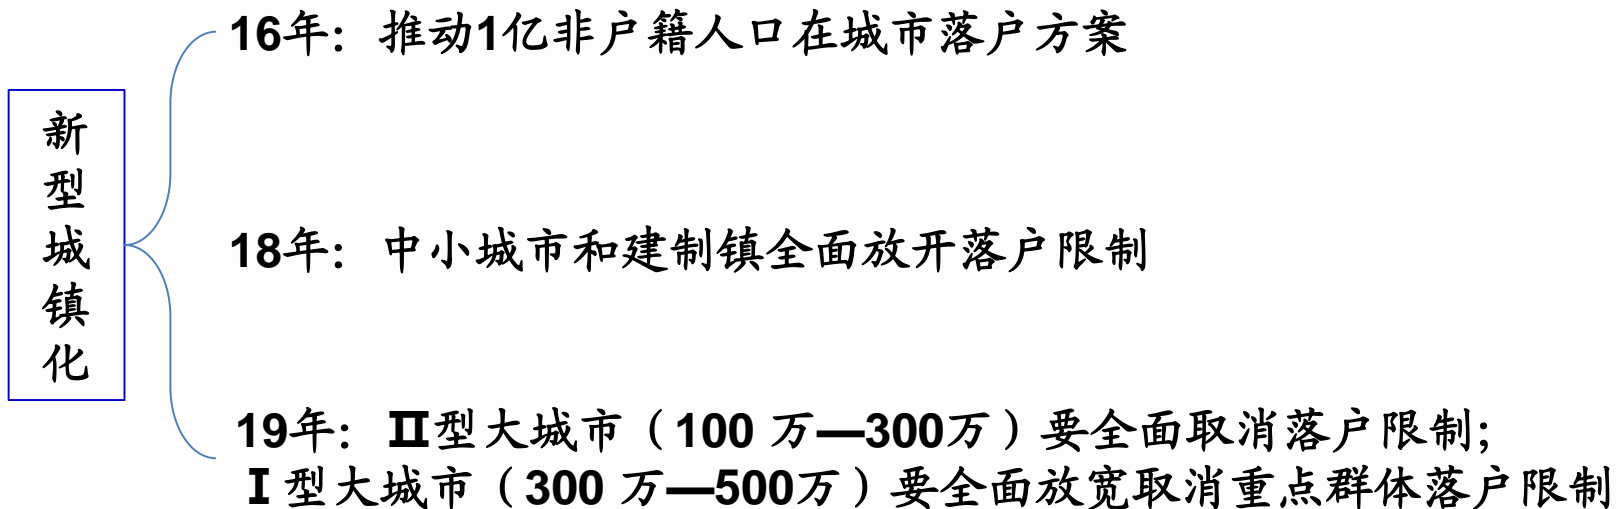 新型城镇化
16年：推动1亿非户籍人口在城市落户方案
18年：中小城市和建制镇全面放开落户限制
19年：Ⅱ型大城市（100 万—300万）要全面取消落户限制;
Ⅰ型大城市（300 万—500万）要全面放宽取消重点群体落户限制